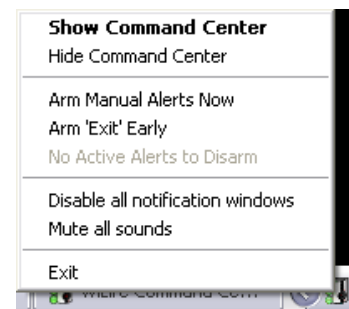 Show Command Center
Hide Command Center
Arm Manual Alerts Now
Arm 'Exit' Early
No Active Alerts to Disarm
Disable all notification windows
Mute all sounds
Exit
Command